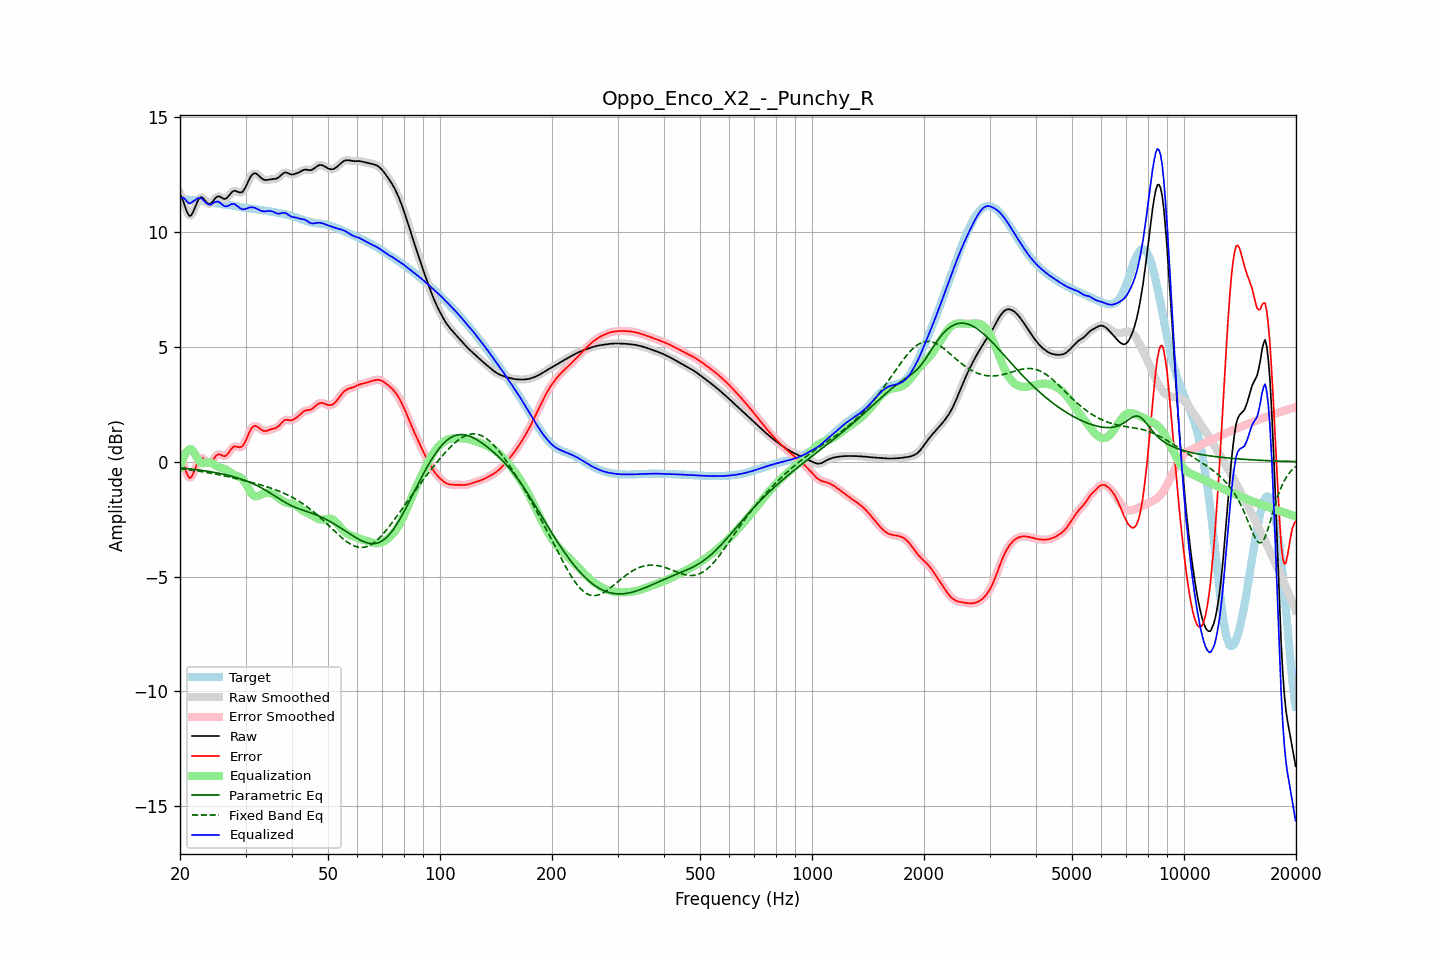 Oppo_Enco_X2_-_Punchy_R
15
10
5
0
−5
−10
−15
Amplitude (dBr)
Target
Raw Smoothed
Error Smoothed
Raw
Error
Equalization
Parametric Eq
Fixed Band Eq
Equalized
20 50 100 200 500 1000 2000 5000 10000 20000
Frequency (Hz)